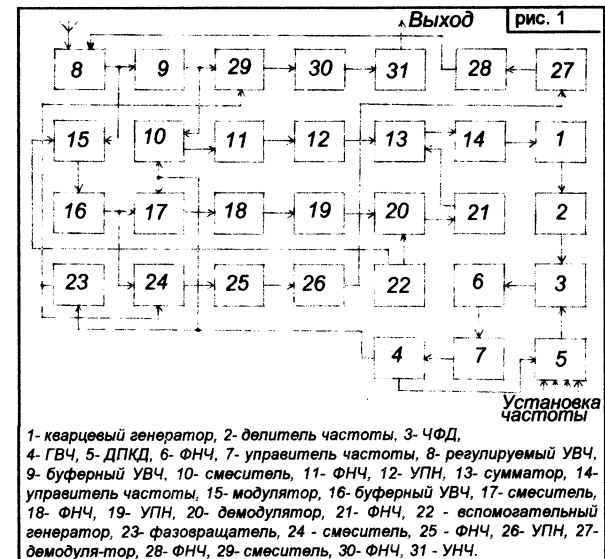 Выход
рис. 1
8 9 29 30 31 28 27
15 10 11 12 13 14 1
16 17 18 19 20 21 2
23 24 25 26 22 6 3
4 7 5
Установка
частоты
1- кварцевый генератор, 2- делитель частоты, 3- ЧФД,
4- ГВЧ, 5- ДПКД, 6- ФНЧ, 7- управитель частоты, 8- регулируемый УВЧ,
9- буферный УВЧ, 10- смеситель, 11- ФНЧ, 12- УПН, 13- сумматор, 14-
управитель частоты, 15- модулятор, 16- буферный УВЧ, 17- смеситель,
18- ФНЧ, 19- УПН, 20- демодулятор, 21- ФНЧ, 22 - вспомогательный
генератор, 23- фазовращатель, 24 - смеситель, 25 - ФНЧ, 26- УПН, 27-
демодуля-тор, 28- ФНЧ, 29- смеситель, 30- ФНЧ, 31 - УНЧ.